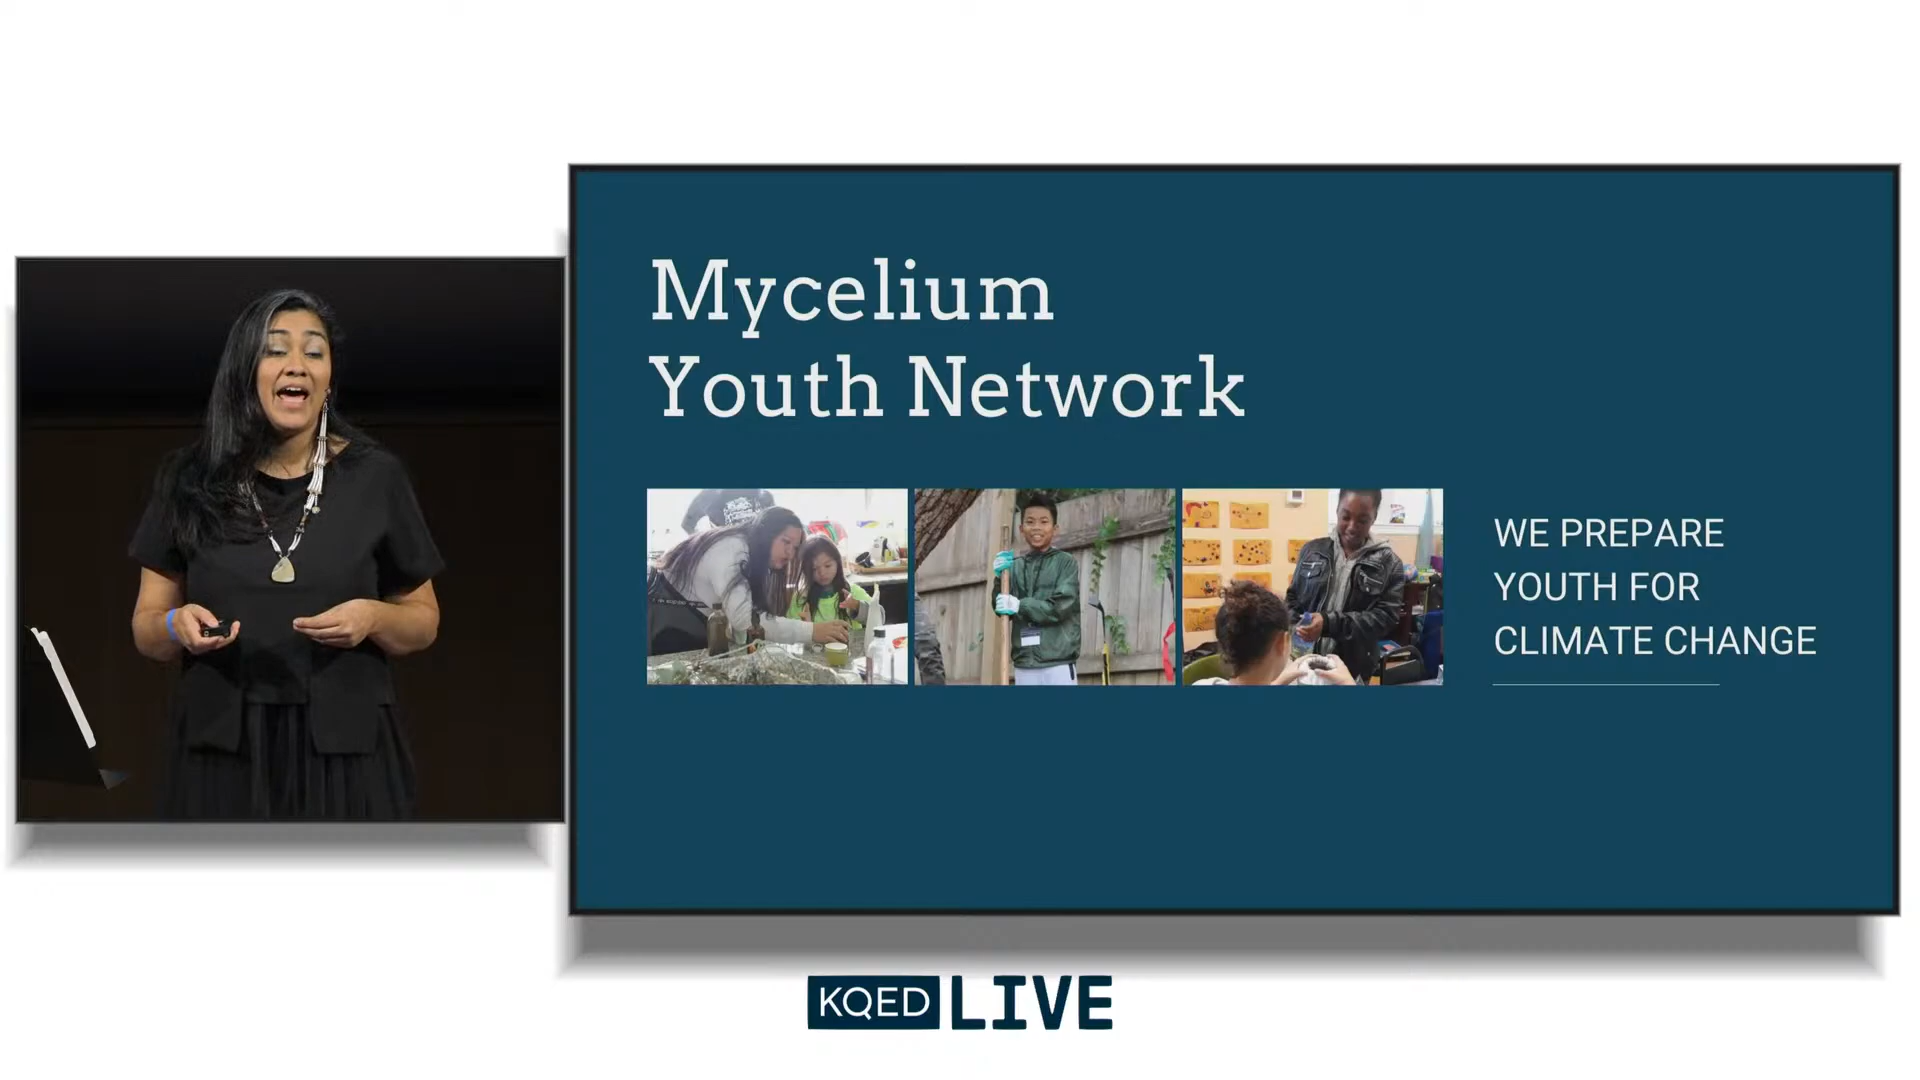 Mycelium
Youth Network
WE PREPARE
YOUTH FOR
CLIMATE CHANGE
KQED LIVE